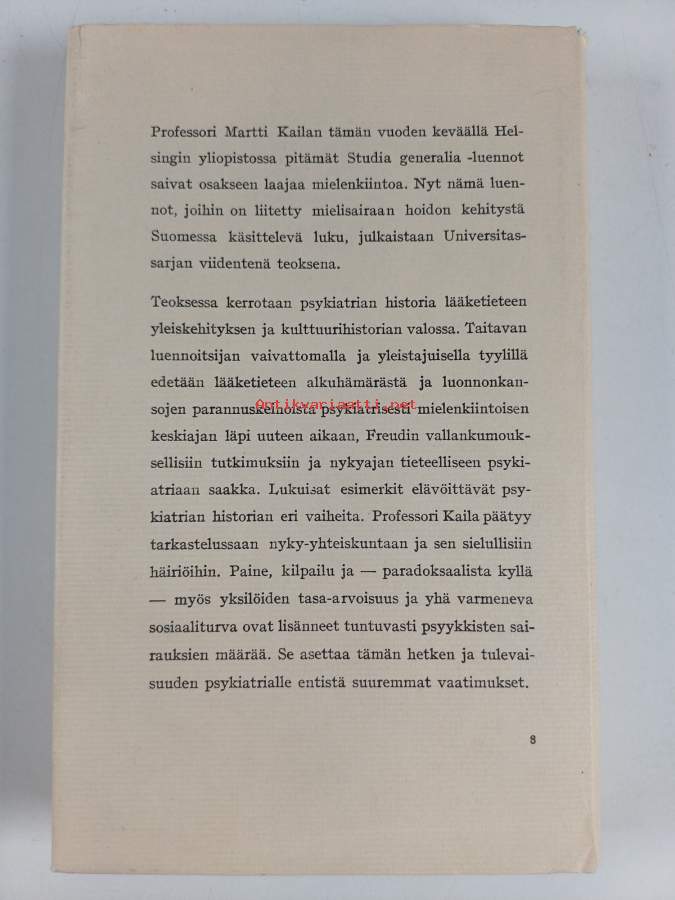 Professori Martti Kailan tämän vuoden keväällä Hel-
singin yliopistossa pitämät Studia generalia -luennot
saivat osakseen laajaa mielenkiintoa. Nyt nämä luen-
not, joihin on liitetty mielisairaan hoidon kehitystä
Suomessa käsittelevä luku, julkaistaan Universitas-
sarjan viidentenä teoksena.
Teoksessa kerrotaan psykiatrian historia lääketieteen
yleiskehityksen ja kulttuurihistorian valossa. Taitavan
luennoitsijan vaivattomalla ja yleistajuisella tyylillä
edetään lääketieteen alkuhämärästä ja luonnonkan-
Antikvariaatti.net
sojen parannuskeinoista psykiatrisesti mielenkiintoisen
keskiajan läpi uuteen aikaan, Freudin vallankumouk-
sellisiin tutkimuksiin ja nykyajan tieteelliseen psyki-
atriaan saakka. Lukuisat esimerkit elävöittävät psy-
kiatrian historian eri vaiheita. Professori Kaila päätyy
tarkastelussaan nyky-yhteiskuntaan ja sen sielullisiin
häiriöihin. Paine, kilpailu ja — paradoksaalista kyllä
— myös yksilöiden tasa-arvoisuus ja yhä varmeneva
sosiaaliturva ovat lisänneet tuntuvasti psyykkisten sai-
rauksien määrää. Se asettaa tämän hetken ja tulevai-
suuden psykiatrialle entistä suuremmat vaatimukset.
8